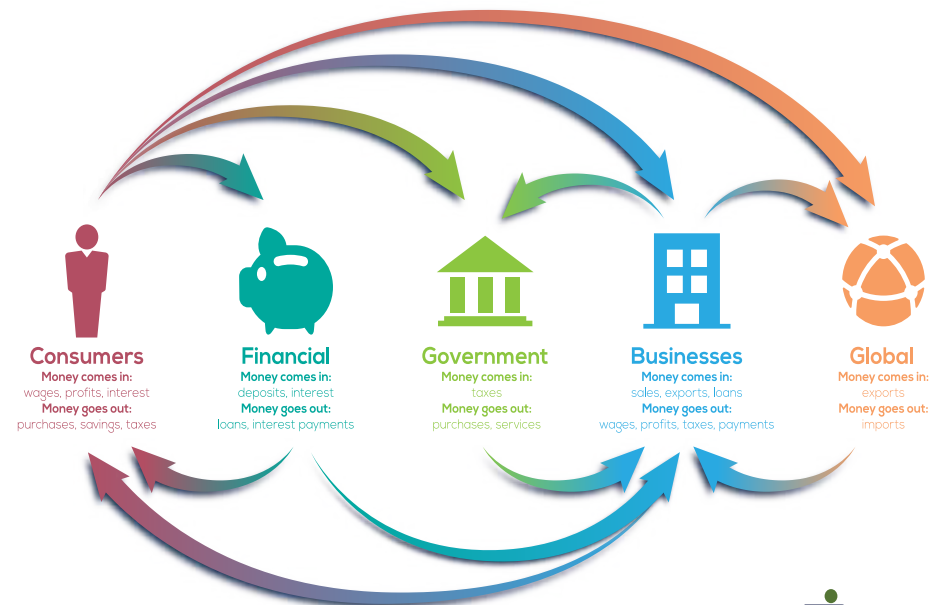 Consumers
Money comes in:
wages, profits, interest
Money goes out:
purchases, savings, taxes
Financial
Money comes in:
deposits, interest
Money goes out:
loans, interest payments
Government
Money comes in:
taxes
Money goes out:
purchases, services
Businesses
Money comes in:
sales, exports, loans
Money goes out:
wages, profits, taxes, payments
Global
Money comes in:
exports
Money goes out:
imports